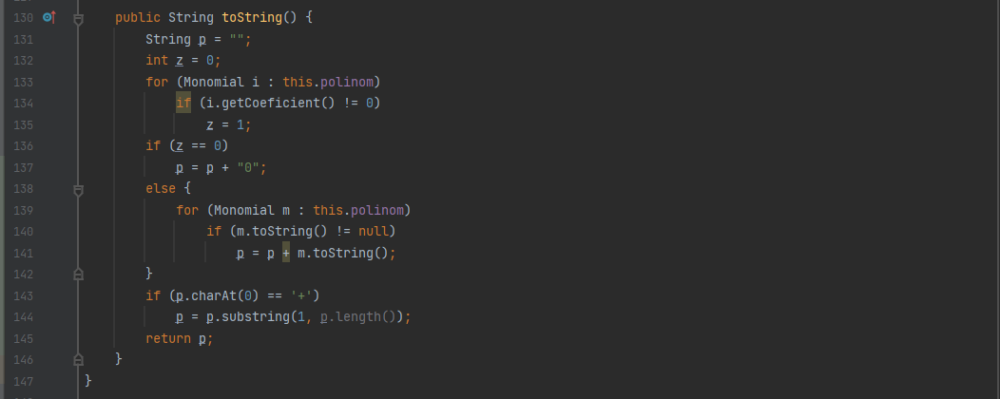 130 public String toString() {
131 String p = "";
132 int z = 0;
133 for (Monomial i : this.polinom)
134 if (i.getCoeficient() != 0)
135 z = 1;
136 if (z == 0)
137 p = p + "0";
138 else {
139 for (Monomial m : this.polinom)
140 if (m.toString() != null)
141 p = p + m.toString();
142 }
143 if (p.charAt(0) == '+')
144 p = p.substring(1, p.length());
145 return p;
146 }
147 }